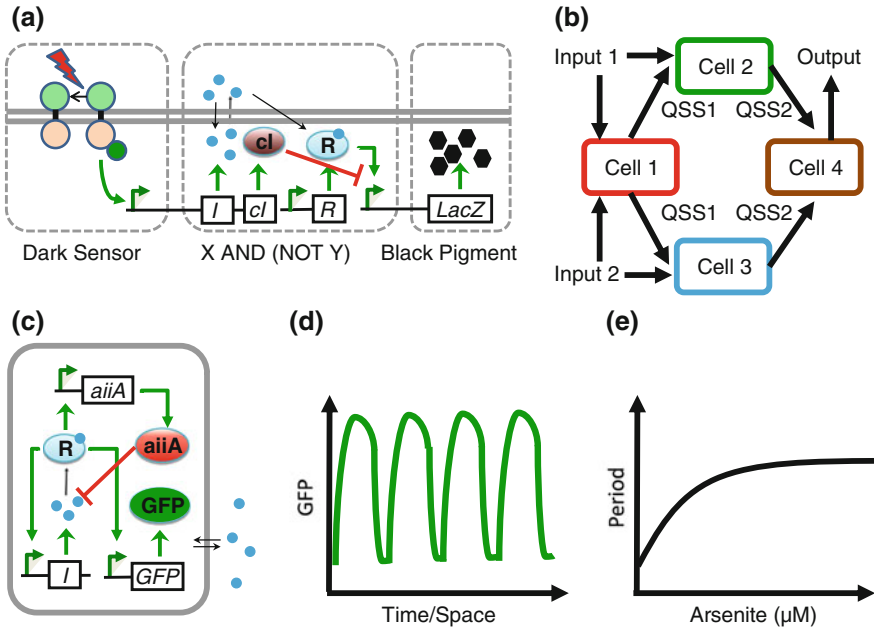 (a)
cI
R
I
cI
R
LacZ
Dark Sensor
X AND (NOT Y)
Black Pigment
(b)
Input 1
Cell 2
Output
QSS1
QSS2
Cell 1
Cell 4
QSS1
QSS2
Input 2
Cell 3
(c)
aiiA
R
aiiA
GFP
I
GFP
(d)
GFP
Time/Space
(e)
Period
Arsenite (µM)